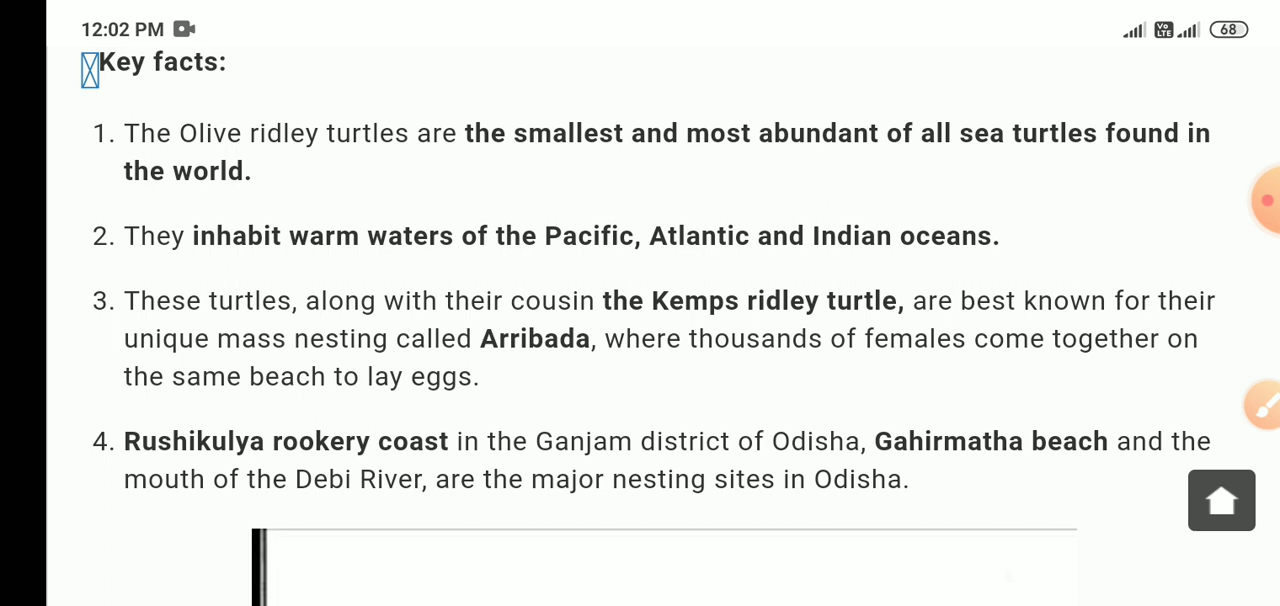 12:02 PM
Vo LTE 68
Key facts:
1. The Olive ridley turtles are the smallest and most abundant of all sea turtles found in
the world.
2. They inhabit warm waters of the Pacific, Atlantic and Indian oceans.
3. These turtles, along with their cousin the Kemps ridley turtle, are best known for their
unique mass nesting called Arribada, where thousands of females come together on
the same beach to lay eggs.
4. Rushikulya rookery coast in the Ganjam district of Odisha, Gahirmatha beach and the
mouth of the Debi River, are the major nesting sites in Odisha.